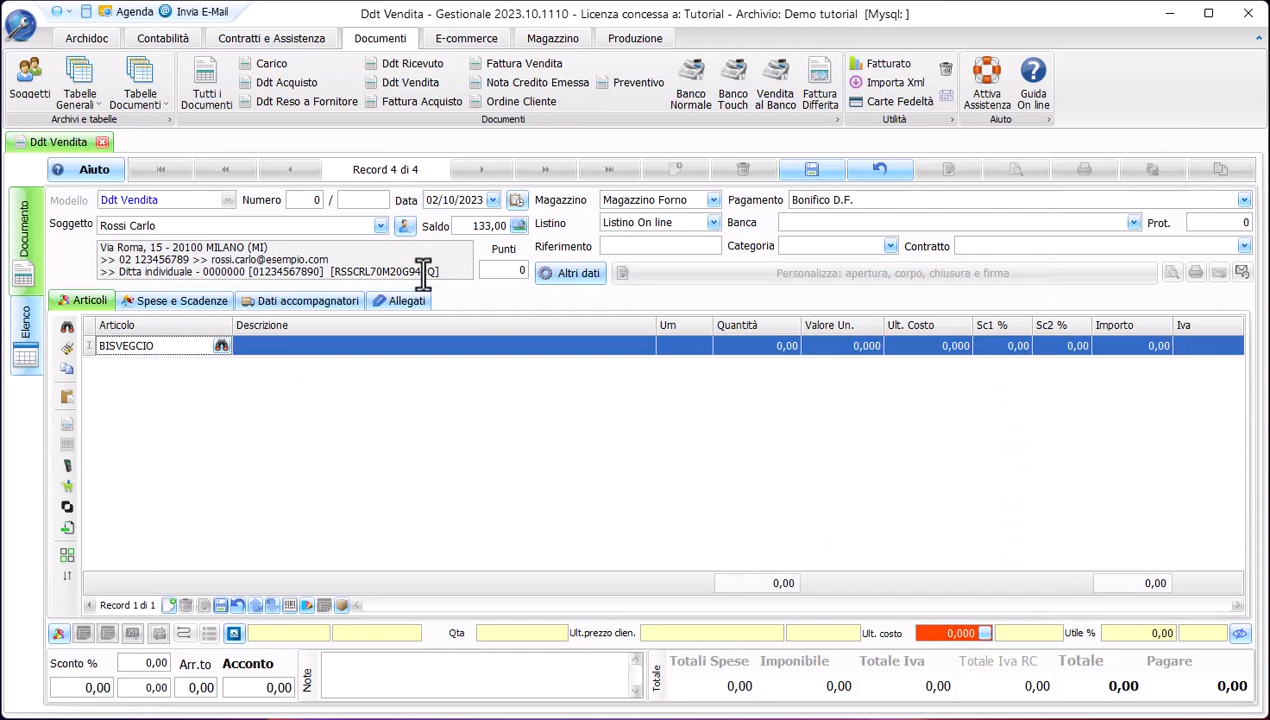 Agenda Invia E-Mail
Ddt Vendita - Gestionale 2023.10.1110 - Licenza concessa a: Tutorial - Archivio: Demo tutorial [Mysql: ]
Archidoc Contabilità Contratti e Assistenza Documenti E-commerce Magazzino Produzione
Soggetti
Tabelle Generali
Tabelle Documenti
Archivi e tabelle
Tutti i Documenti
Carico
Ddt Acquisto
Ddt Reso a Fornitore
Ddt Ricevuto
Ddt Vendita
Fattura Acquisto
Fattura Vendita
Nota Credito Emessa
Ordine Cliente
Preventivo
Banco Normale
Banco Touch
Vendita al Banco
Fattura Differita
Documenti
Fatturato
Importa Xml
Carte Fedeltà
Utilità
Attiva Assistenza
Guida On line
Aiuto
Ddt Vendita
Aiuto Record 4 di 4
Documento
Elenco
Modello Ddt Vendita Numero 0 / Data 02/10/2023 Magazzino Magazzino Forno Pagamento Bonifico D.F.
Soggetto Rossi Carlo Saldo 133,00 Listino Listino On line Banca Prot. 0
Via Roma, 15 - 20100 MILANO (MI)
>> 02 123456789 >> rossi.carlo@esempio.com
>> Ditta individuale - 0000000 [01234567890]
Punti 0
Riferimento Categoria Contratto
Altri dati Personalizza: apertura, corpo, chiusura e firma
Articoli Spese e Scadenze Dati accompagnatori Allegati
Articolo Descrizione Um Quantità Valore Un. Ult. Costo Sc1 % Sc2 % Importo Iva
BISVEGCIO 0,00 0,000 0,000 0,00 0,00 0,00
0,00 0,00
Record 1 di 1
Qta Ult.prezzo clien. Ult. costo 0,000 Utile % 0,00
Sconto % 0,00 Arr.to Acconto
0,00 0,00 0,00 0,00
Note
Totale
Totali Spese Imponibile Totale Iva Totale Iva RC Totale Pagare
0,00 0,00 0,00 0,00 0,00 0,00